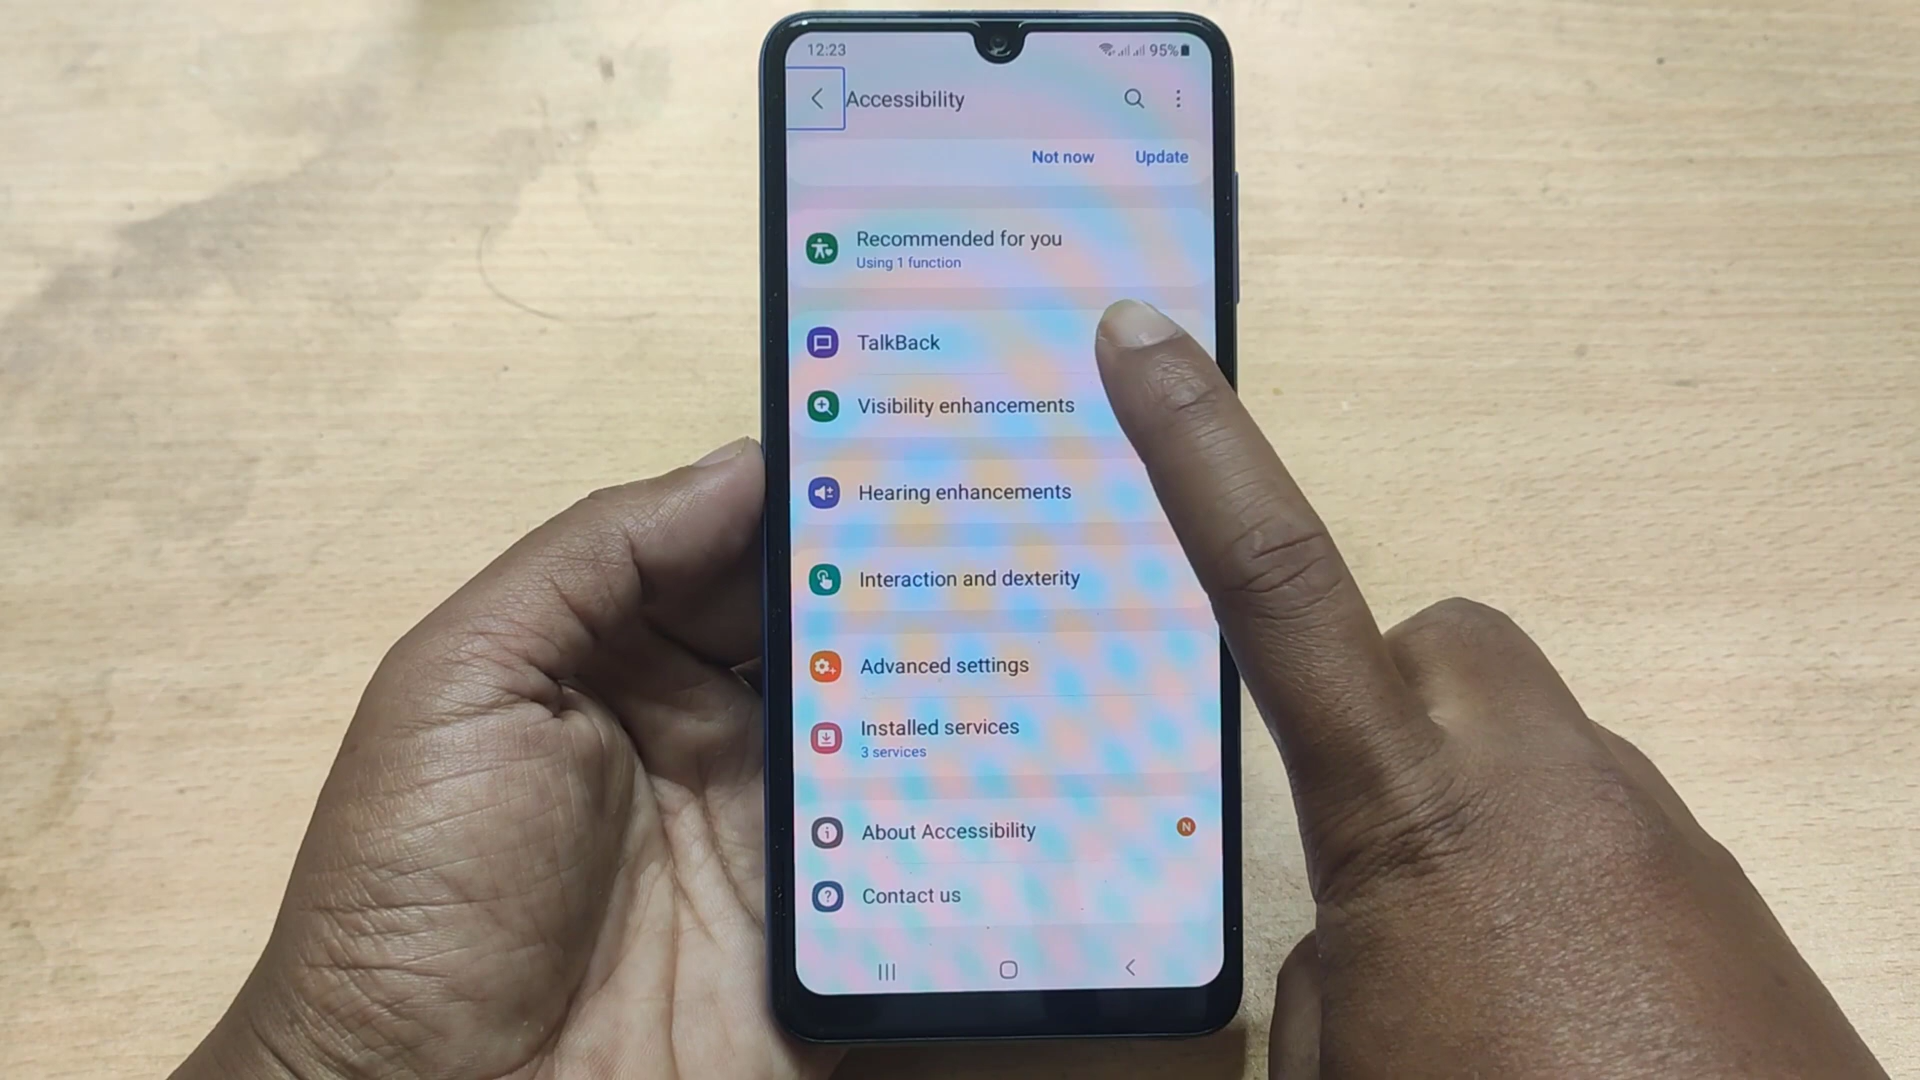 12:23
95%
Accessibility
Not now
Update
Recommended for you
Using 1 function
TalkBack
Visibility enhancements
Hearing enhancements
Interaction and dexterity
Advanced settings
Installed services
3 services
About Accessibility
N
Contact us